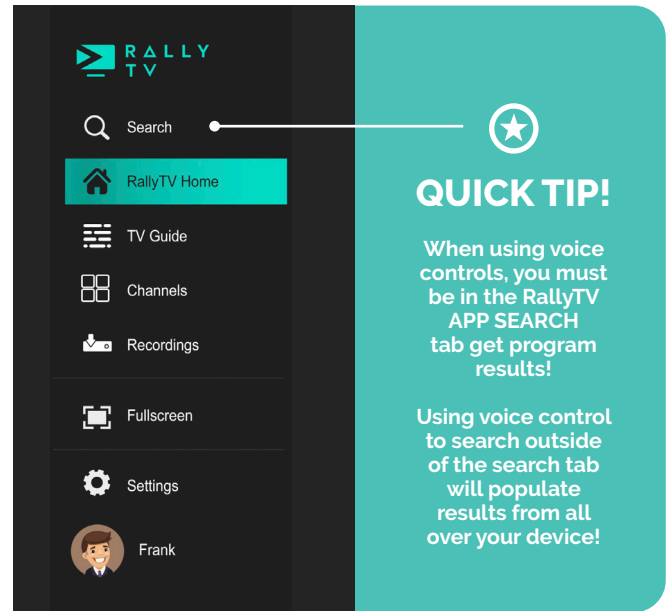 RALLY
TV
Search
RallyTV Home
TV Guide
Channels
Recordings
Fullscreen
Settings
Frank
QUICK TIP!
When using voice
controls, you must
be in the RallyTV
APP SEARCH
tab get program
results!
Using voice control
to search outside
of the search tab
will populate
results from all
over your device!